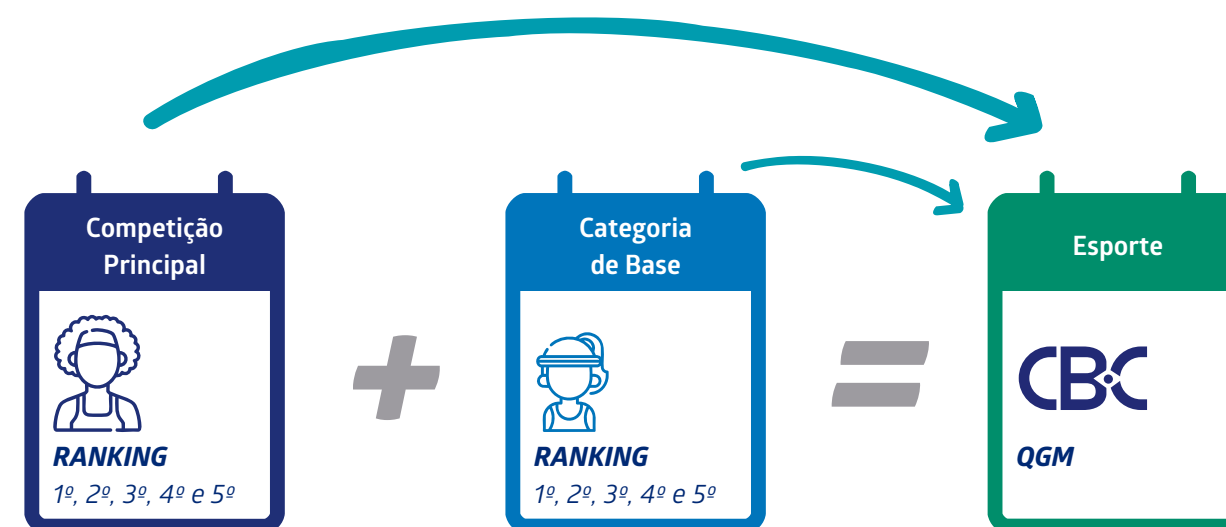 Competição
Principal
RANKING
1º, 2º, 3º, 4º e 5º
Categoria
de Base
RANKING
1º, 2º, 3º, 4º e 5º
Esporte
CBC
QGM